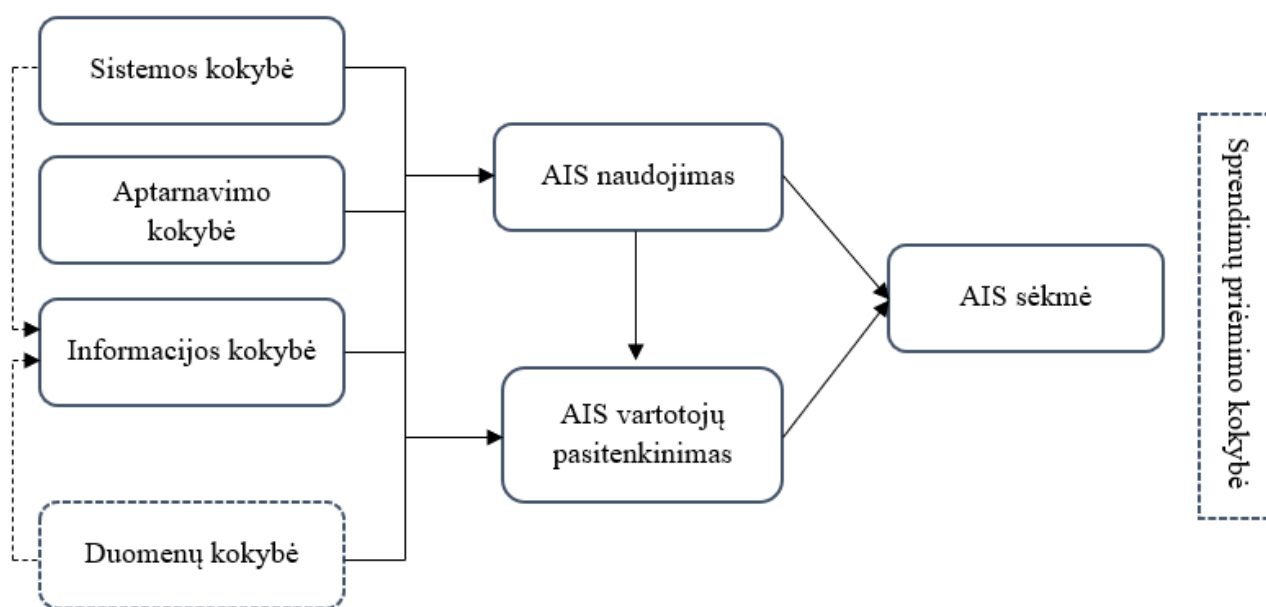 Sistemos kokybė
Aptarnavimo
kokybė
Informacijos kokybė
Duomenų kokybė
AIS naudojimas
AIS vartotojų
pasitenkinimas
AIS sėkmė
Sprendimų priėmimo kokybė